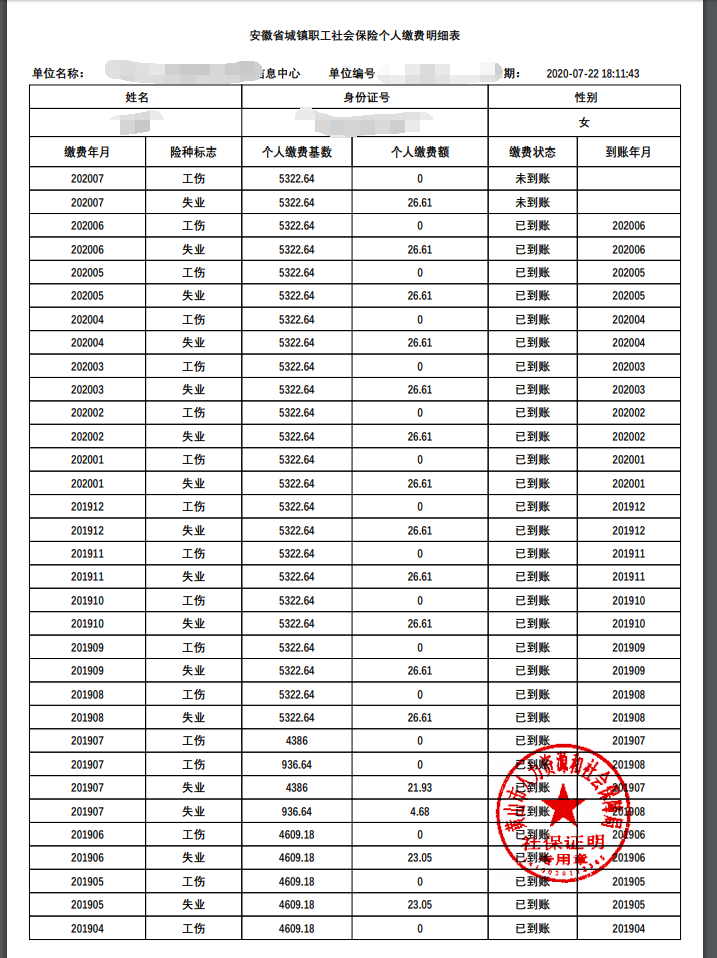 安徽省城镇职工社会保险个人缴费明细表
单位名称： 信息中心 单位编号 期： 2020-07-22 18:11:43
姓名 身份证号 性别
女
缴费年月 险种标志 个人缴费基数 个人缴费额 缴费状态 到账年月
202007 工伤 5322.64 0 未到账
202007 失业 5322.64 26.61 未到账
202006 工伤 5322.64 0 已到账 202006
202006 失业 5322.64 26.61 已到账 202006
202005 工伤 5322.64 0 已到账 202005
202005 失业 5322.64 26.61 已到账 202005
202004 工伤 5322.64 0 已到账 202004
202004 失业 5322.64 26.61 已到账 202004
202003 工伤 5322.64 0 已到账 202003
202003 失业 5322.64 26.61 已到账 202003
202002 工伤 5322.64 0 已到账 202002
202002 失业 5322.64 26.61 已到账 202002
202001 工伤 5322.64 0 已到账 202001
202001 失业 5322.64 26.61 已到账 202001
201912 工伤 5322.64 0 已到账 201912
201912 失业 5322.64 26.61 已到账 201912
201911 工伤 5322.64 0 已到账 201911
201911 失业 5322.64 26.61 已到账 201911
201910 工伤 5322.64 0 已到账 201910
201910 失业 5322.64 26.61 已到账 201910
201909 工伤 5322.64 0 已到账 201909
201909 失业 5322.64 26.61 已到账 201909
201908 工伤 5322.64 0 已到账 201908
201908 失业 5322.64 26.61 已到账 201908
201907 工伤 4386 0 已到账 201907
201907 工伤 936.64 0 已到账 201908
201907 失业 4386 21.93 已到账 201907
201907 失业 936.64 4.68 已到账 201908
201906 工伤 4609.18 0 已到账 201906
201906 失业 4609.18 23.05 已到账 201906
201905 工伤 4609.18 0 已到账 201905
201905 失业 4609.18 23.05 已到账 201905
201904 工伤 4609.18 0 已到账 201904
黄山市人力资源和社会保障局
社保证明
专用章